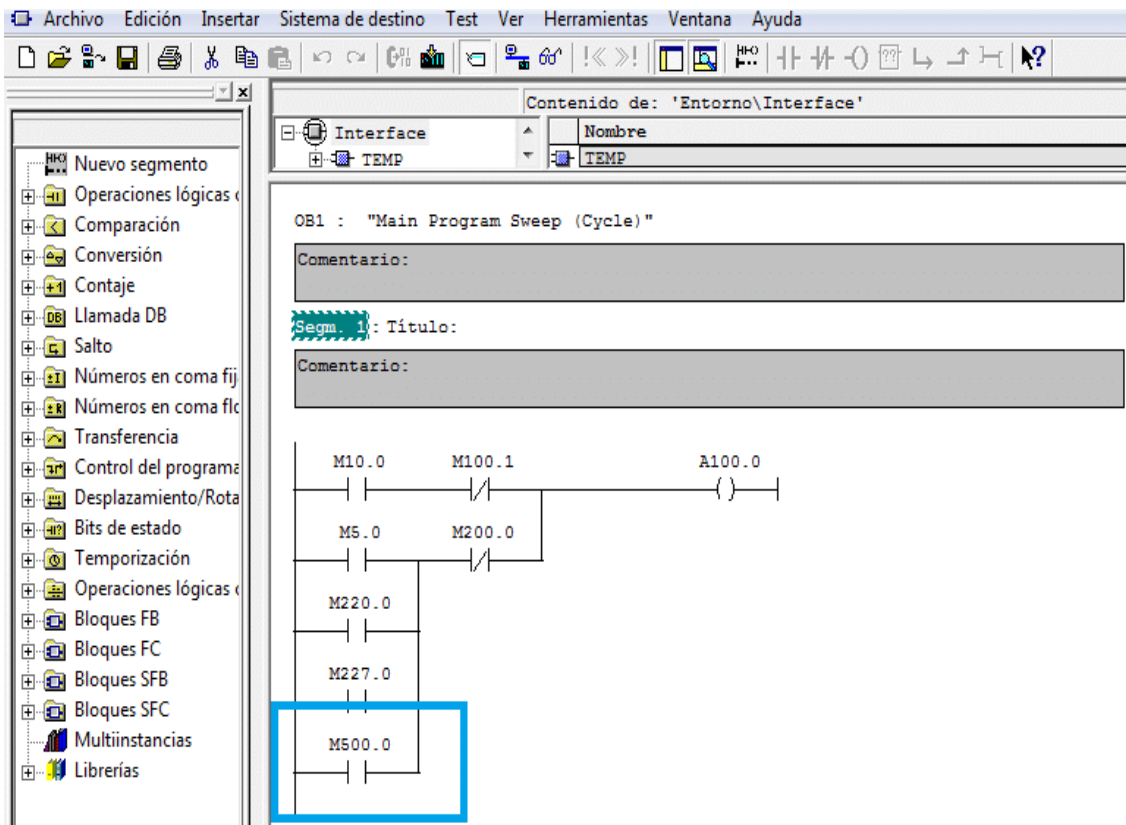 Archivo Edición Insertar Sistema de destino Test Ver Herramientas Ventana Ayuda
Contenido de: 'Entorno\Interface'
Interface
TEMP
Nombre
TEMP
Nuevo segmento
Operaciones lógicas
Comparación
Conversión
Contaje
Llamada DB
Salto
Números en coma fij
Números en coma flo
Transferencia
Control del programa
Desplazamiento/Rota
Bits de estado
Temporización
Operaciones lógicas
Bloques FB
Bloques FC
Bloques SFB
Bloques SFC
Multiinstancias
Librerías
OB1 : "Main Program Sweep (Cycle)"
Comentario:
Segm. 1: Título:
Comentario:
M10.0 M100.1 A100.0
M5.0 M200.0
M220.0
M227.0
M500.0